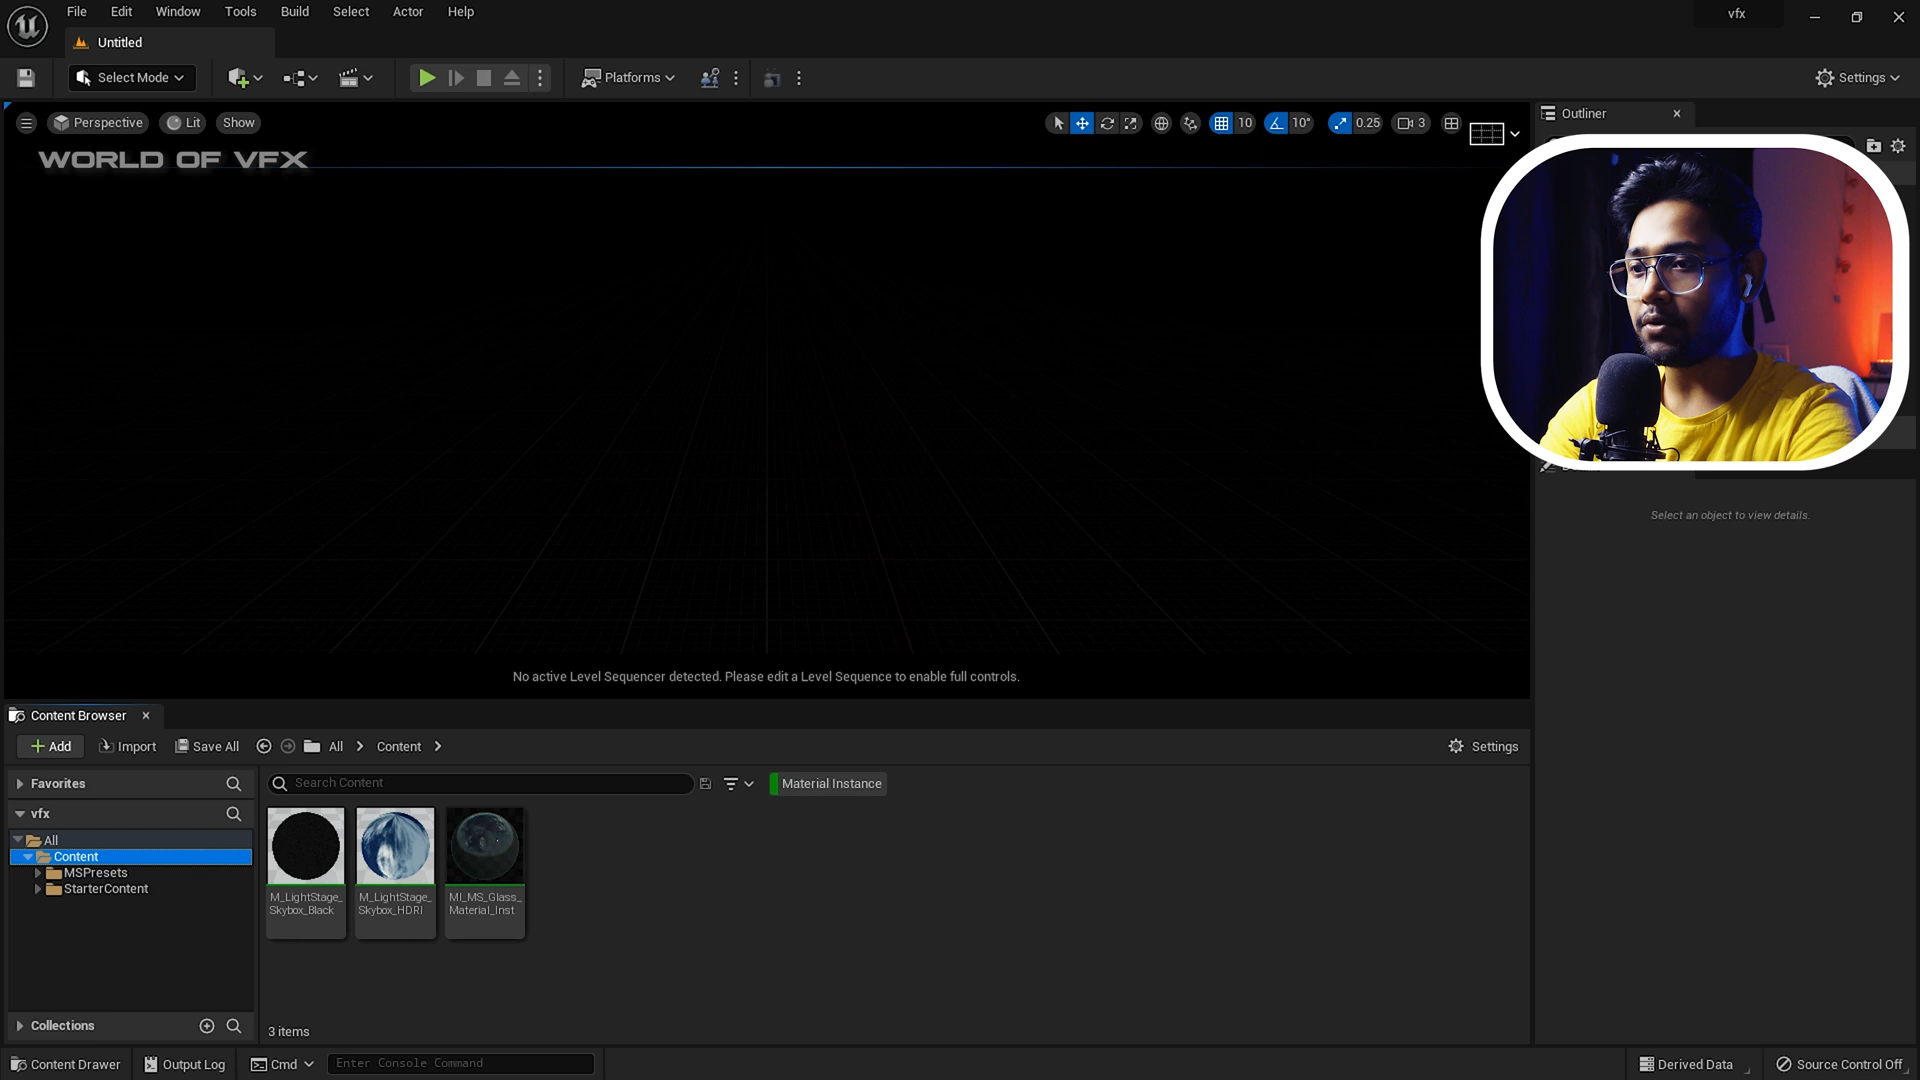 File Edit Window Tools Build Select Actor Help
vfx
Untitled
Select Mode
Platforms
Settings
Perspective Lit Show
10 10° 0.25 3
Outliner
WORLD OF VFX
Select an object to view details.
No active Level Sequencer detected. Please edit a Level Sequence to enable full controls.
Content Browser
Add Import Save All All Content Settings
Favorites
Search Content
Material Instance
vfx
All
Content
MSPresets
StarterContent
M_LightStage_
Skybox_Black
M_LightStage_
Skybox_HDRI
MI_MS_Glass_
Material_Inst
Collections
3 items
Content Drawer Output Log Cmd Enter Console Command Derived Data Source Control Off